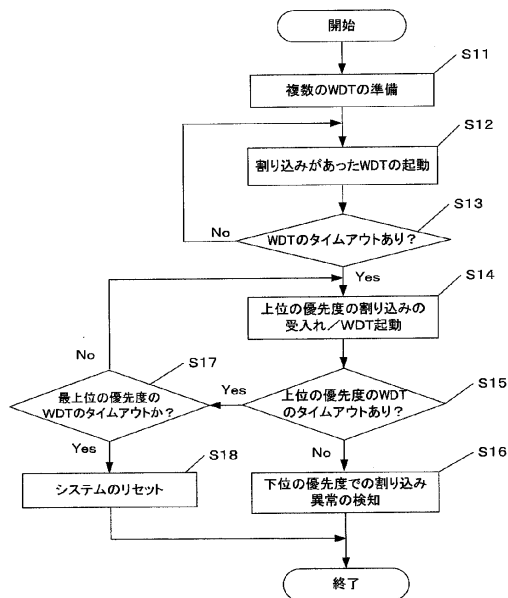 開始
S11
複数のWDTの準備
S12
割り込みがあったWDTの起動
S13
WDTのタイムアウトあり？
No
Yes
S14
上位の優先度の割り込みの
受入れ／WDT起動
No
S17
S15
最上位の優先度の
WDTのタイムアウトか？
Yes
上位の優先度のWDT
のタイムアウトあり？
Yes
S18
No
S16
システムのリセット
下位の優先度での割り込み
異常の検知
終了